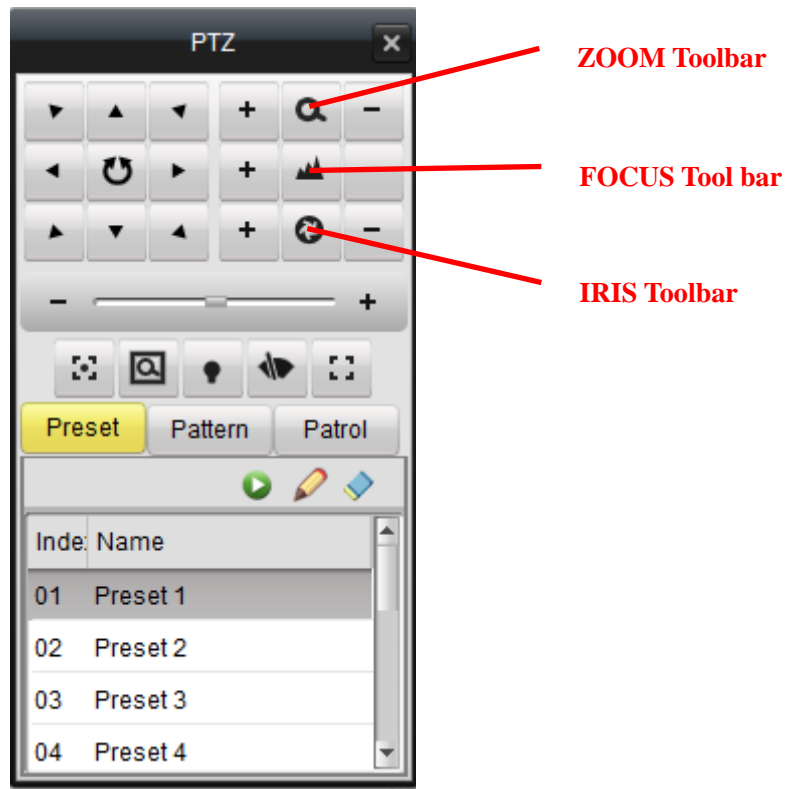 PTZ
ZOOM Toolbar
+ −
FOCUS Tool bar
+
+ −
IRIS Toolbar
− +
Preset Pattern Patrol
Inde Name
01 Preset 1
02 Preset 2
03 Preset 3
04 Preset 4